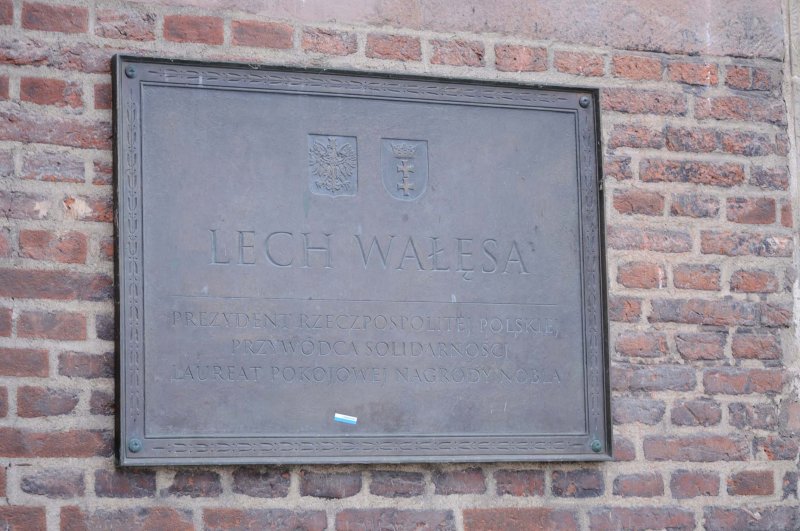 LECH WAŁĘSA
PREZYDENT RZECZPOSPOLITEJ POLSKIEJ,
PRZYWÓDCA SOLIDARNOŚCI,
LAUREAT POKOJOWEJ NAGRODY NOBLA